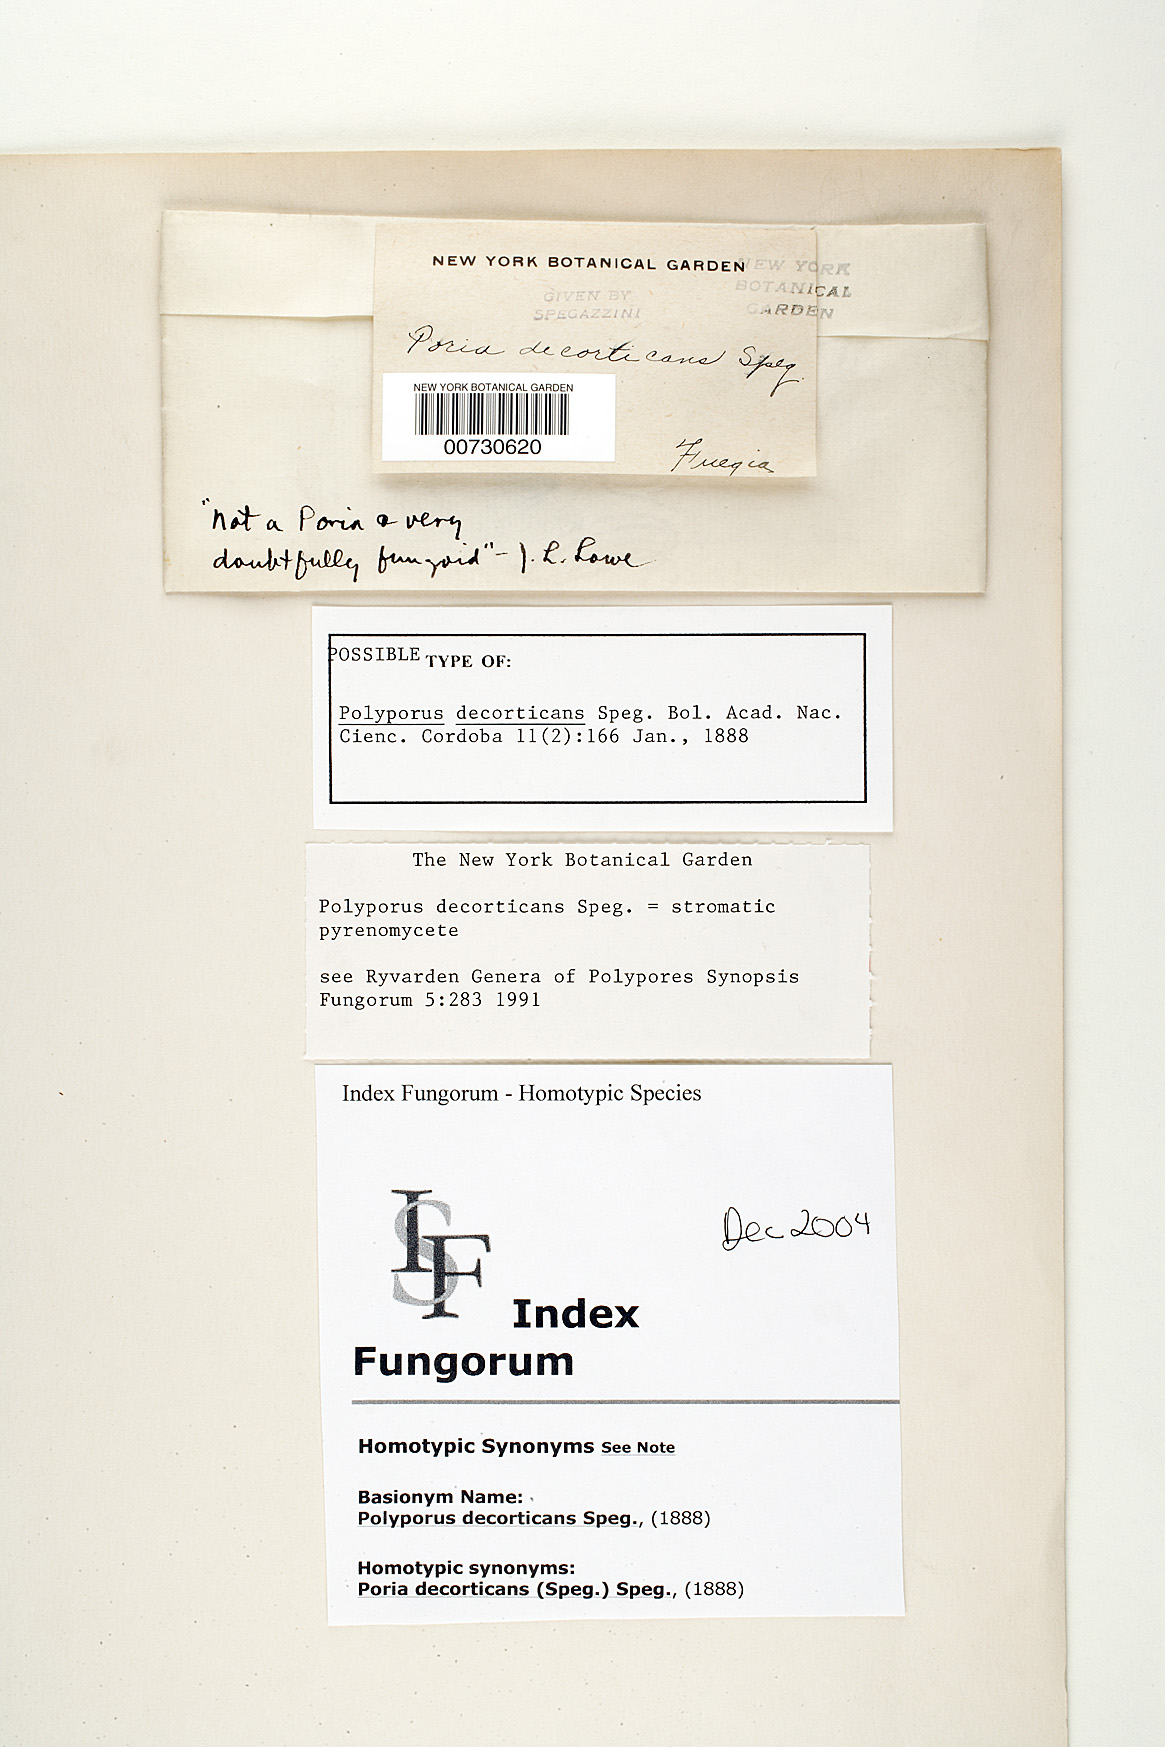 NEW YORK BOTANICAL GARDEN
NEW YORK
BOTANICAL
GARDEN
GIVEN BY
SPEGAZZINI
Poria decorticans Speg.
NEW YORK BOTANICAL GARDEN
00730620
Fuegia
"Not a Poria & very
doubtfully fungoid" - J. L. Lowe
POSSIBLE TYPE OF:
Polyporus decorticans Speg. Bol. Acad. Nac.
Cienc. Cordoba 11(2):166 Jan., 1888
The New York Botanical Garden
Polyporus decorticans Speg. = stromatic
pyrenomycete
see Ryvarden Genera of Polypores Synopsis
Fungorum 5:283 1991
Index Fungorum - Homotypic Species
Dec 2004
ISF
Index
Fungorum
Homotypic Synonyms See Note
Basionym Name:
Polyporus decorticans Speg., (1888)
Homotypic synonyms:
Poria decorticans (Speg.) Speg., (1888)